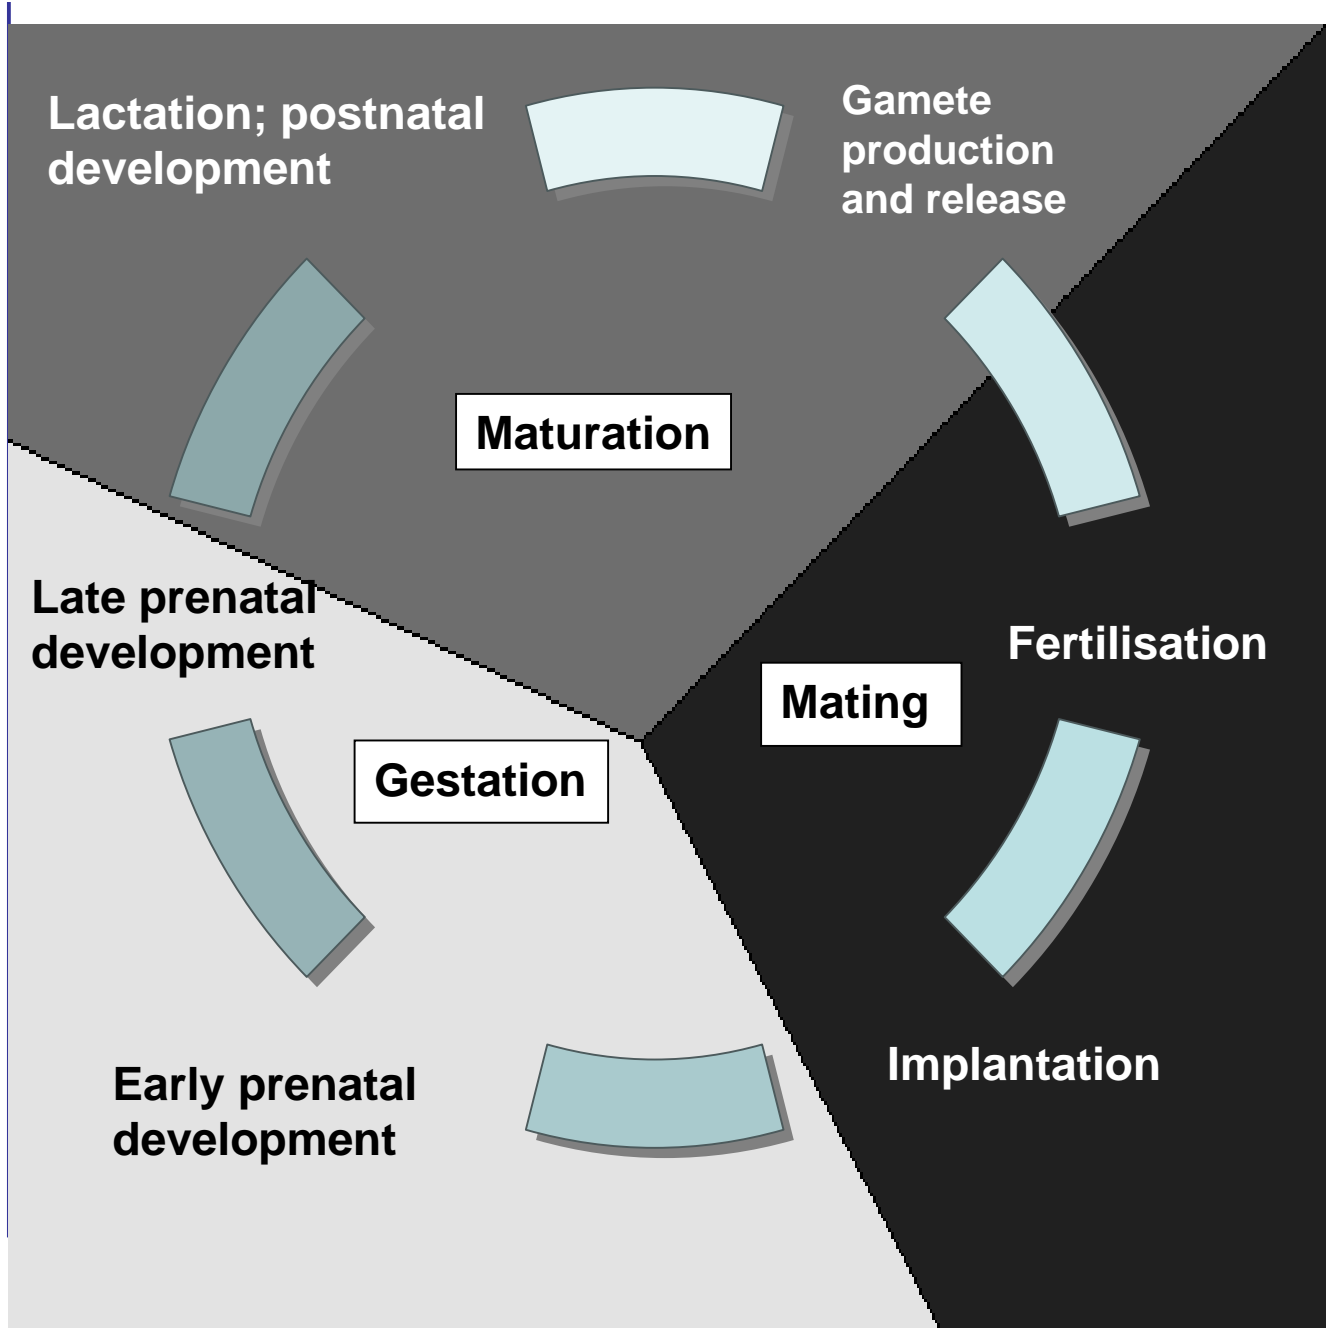 Lactation; postnatal
development
Gamete
production
and release
Maturation
Late prenatal
development
Fertilisation
Mating
Gestation
Implantation
Early prenatal
development